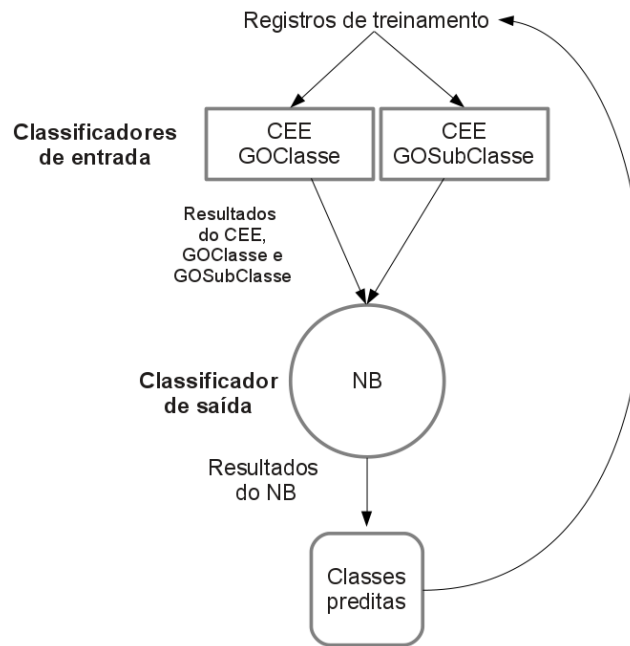 Registros de treinamento
Classificadores
de entrada
CEE
GOClasse
CEE
GOSubClasse
Resultados
do CEE,
GOClasse e
GOSubClasse
Classificador
de saída
NB
Resultados
do NB
Classes
preditas